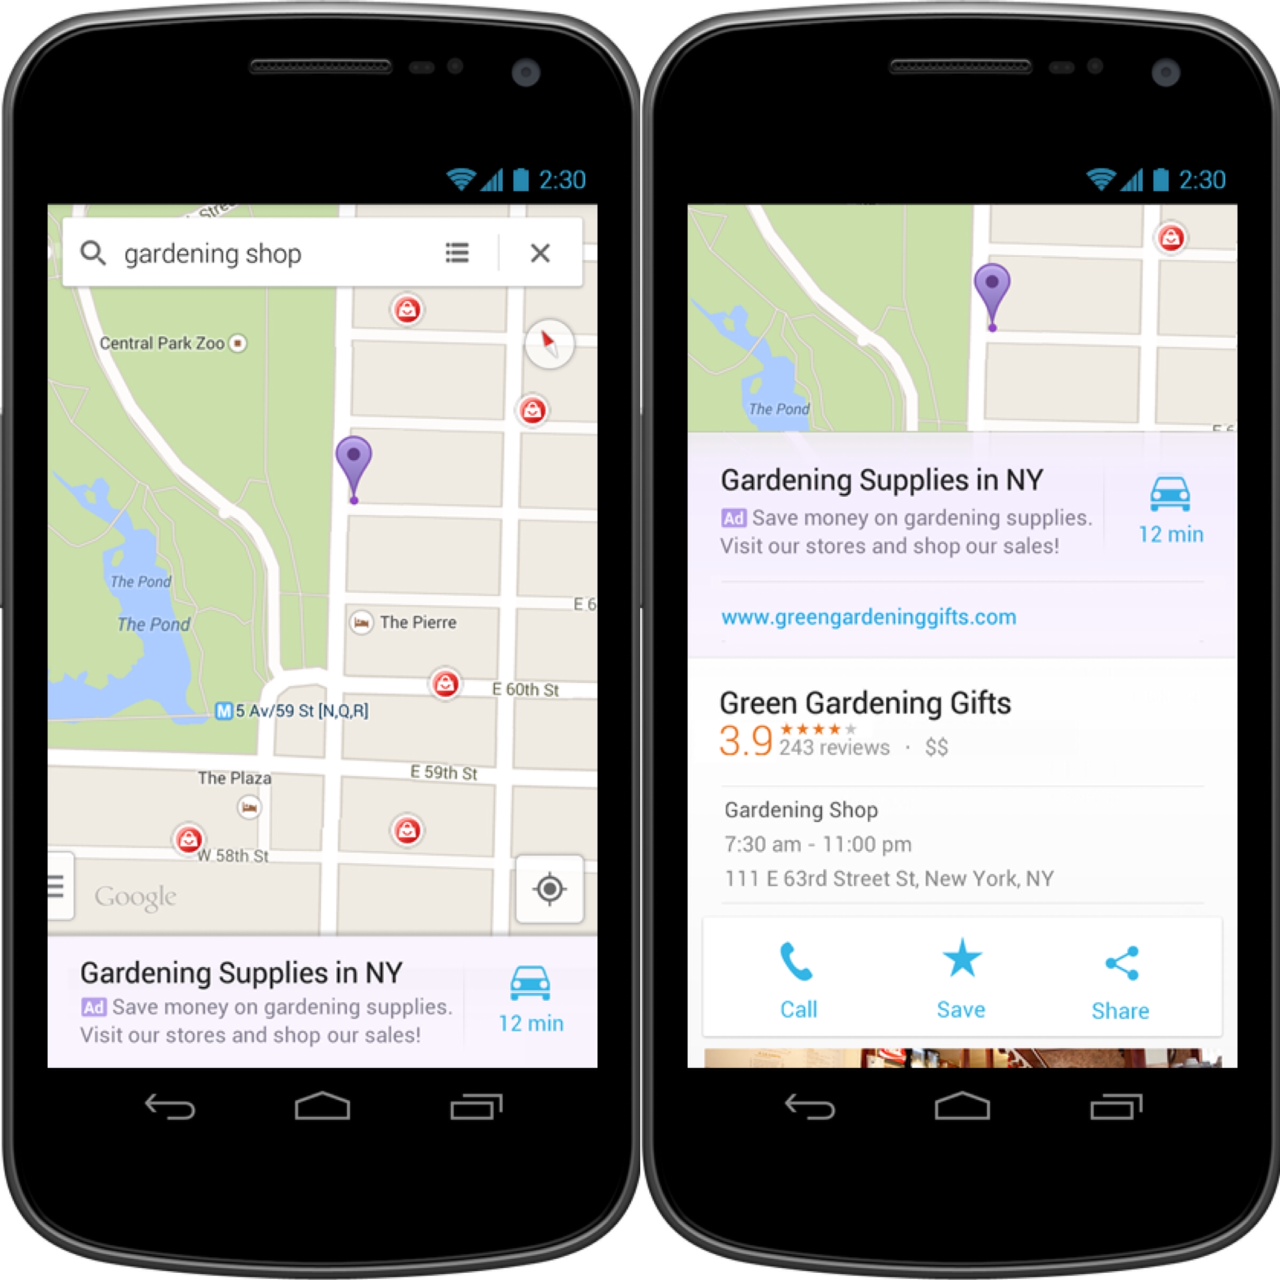 2:30
gardening shop
Central Park Zoo
The Pond
The Pond
The Pierre
E 6
E 60th St
M 5 Av/59 St [N,Q,R]
E 59th St
The Plaza
W 58th St
Google
Gardening Supplies in NY
Ad Save money on gardening supplies.
Visit our stores and shop our sales!
12 min
2:30
The Pond
E 6
Gardening Supplies in NY
Ad Save money on gardening supplies.
Visit our stores and shop our sales!
12 min
www.greengardeninggifts.com
Green Gardening Gifts
3.9 243 reviews · $$
Gardening Shop
7:30 am - 11:00 pm
111 E 63rd Street St, New York, NY
Call Save Share